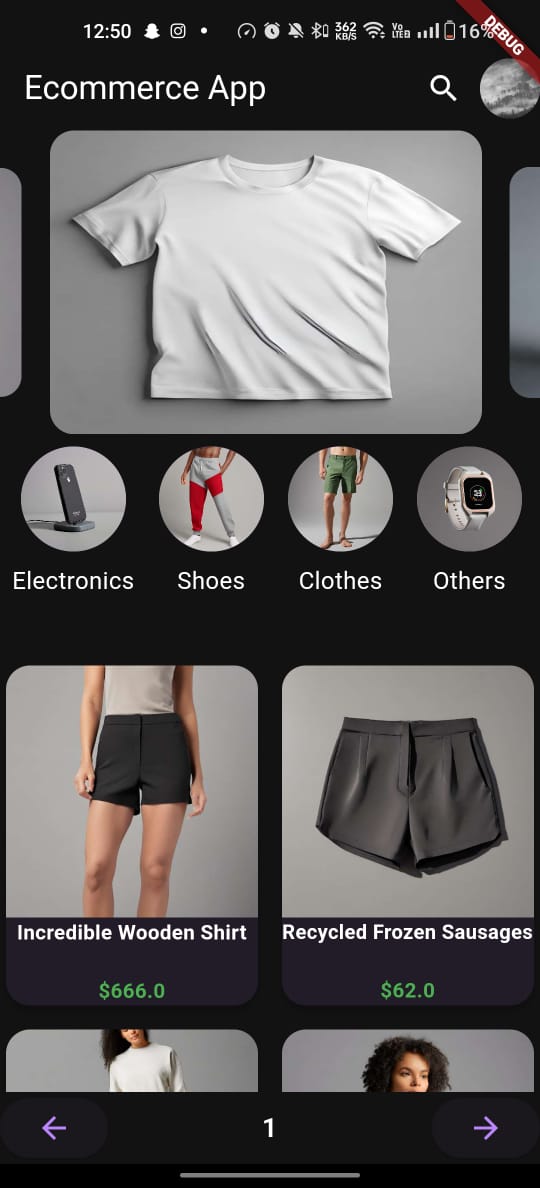 12:50 362 KB/S Vo LTE2 16%
DEBUG
Ecommerce App
Electronics Shoes Clothes Others
Incredible Wooden Shirt Recycled Frozen Sausages
$666.0 $62.0
1